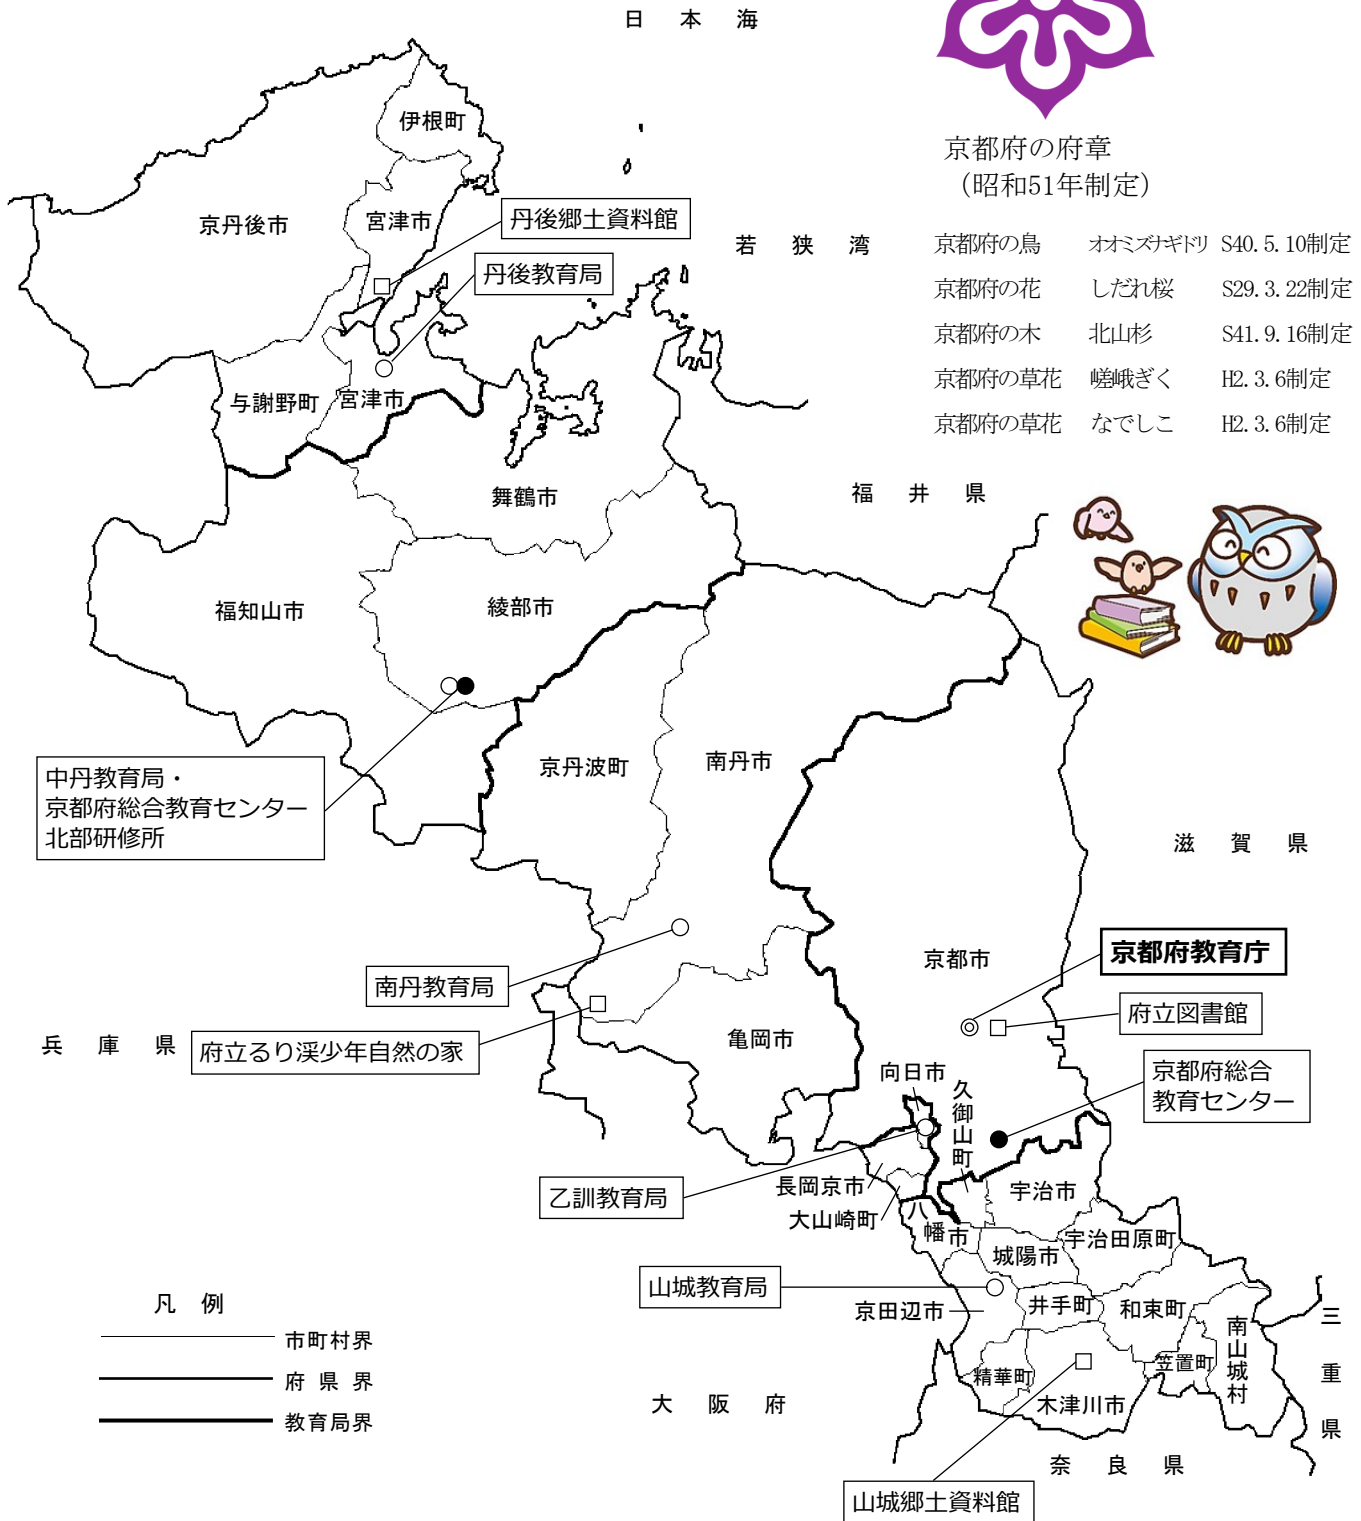 日 本 海
京都府の府章
（昭和51年制定）
京都府の鳥 オオミズナギドリ S40.5.10制定
京都府の花 しだれ桜 S29.3.22制定
京都府の木 北山杉 S41.9.16制定
京都府の草花 嵯峨ぎく H2.3.6制定
京都府の草花 なでしこ H2.3.6制定
伊根町
京丹後市
宮津市
丹後郷土資料館
若 狭 湾
丹後教育局
与謝野町
宮津市
舞鶴市
福 井 県
福知山市
綾部市
中丹教育局・
京都府総合教育センター
北部研修所
京丹波町
南丹市
滋 賀 県
京都市
京都府教育庁
南丹教育局
府立図書館
兵 庫 県
府立るり渓少年自然の家
亀岡市
向日市
久御山町
京都府総合
教育センター
乙訓教育局
長岡京市
大山崎町
八幡市
宇治市
城陽市
宇治田原町
山城教育局
京田辺市
井手町
和束町
南山城村
笠置町
精華町
木津川市
三 重 県
大 阪 府
奈 良 県
山城郷土資料館
凡 例
市町村界
府 県 界
教育局界